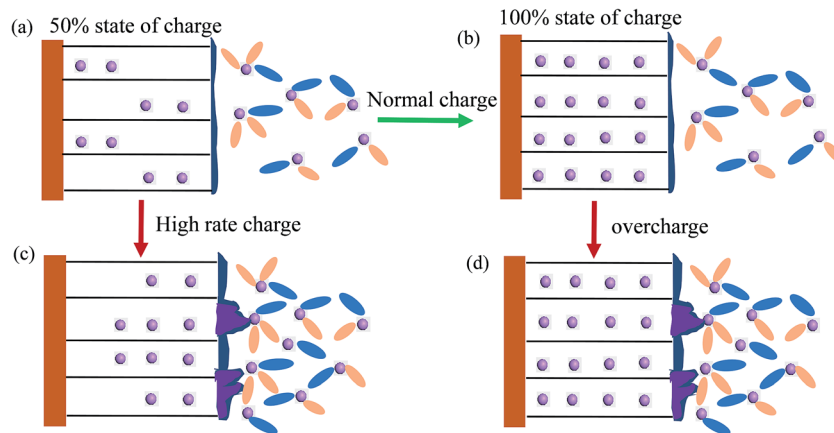 (a)
50% state of charge
(b)
100% state of charge
Normal charge
High rate charge
overcharge
(c)
(d)